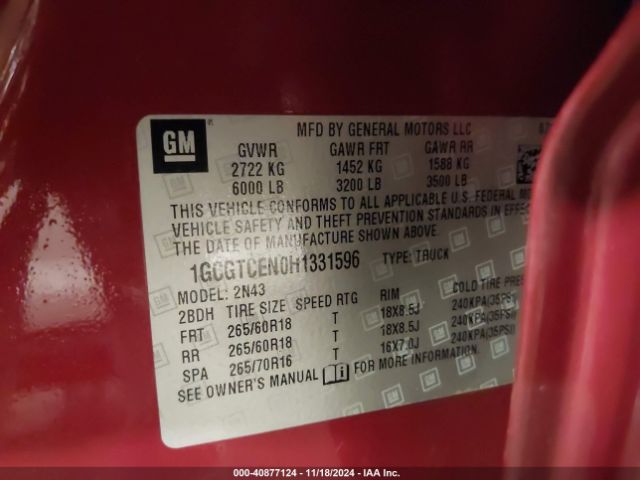 GM
MFD BY GENERAL MOTORS LLC
GVWR GAWR FRT GAWR RR
2722 KG 1452 KG 1588 KG
6000 LB 3200 LB 3500 LB
THIS VEHICLE CONFORMS TO ALL APPLICABLE U.S. FEDERAL
VEHICLE SAFETY AND THEFT PREVENTION STANDARDS IN
THE DATE OF MANUFACTURE SHOWN ABOVE.
1GCGTCEN0H1331596 TYPE: TRUCK
MODEL: 2N43
2BDH TIRE SIZE SPEED RTG RIM COLD TIRE
FRT 265/60R18 T 18X8.5J 240KPA(35PSI)
RR 265/60R18 T 18X8.5J 240KPA(35PSI)
SPA 265/70R16 T 16X7.0J 240KPA(35PSI)
SEE OWNER'S MANUAL FOR MORE INFORMATION.
000-40877124 - 11/18/2024 - IAA Inc.